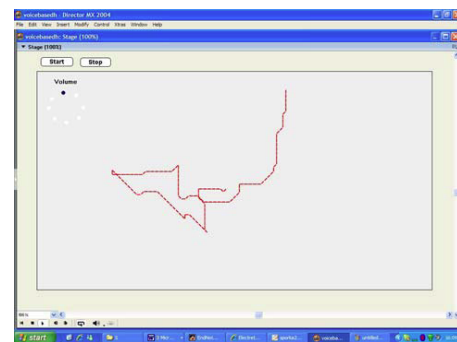 voicebasedh - Director MX 2004
File Edit View Insert Modify Control Xtras Window Help
voicebasedh: Stage (100%)
Stage (100%)
Start Stop
Volume
start